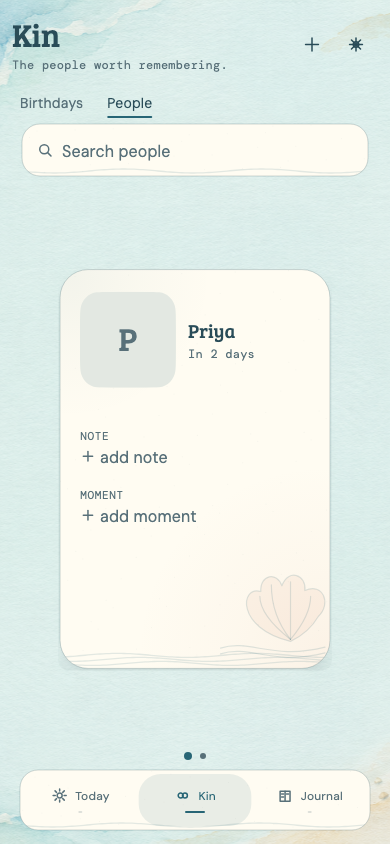 Kin
The people worth remembering.
Birthdays People
Search people
P
Priya
In 2 days
NOTE
+ add note
MOMENT
+ add moment
Today Kin Journal